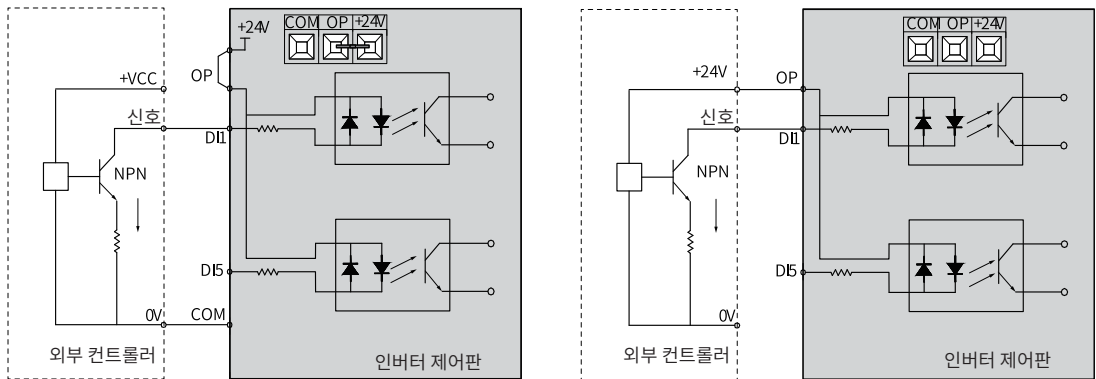 COM OP +24V
+24V
OP
+VCC
신호
DI1
NPN
DI5
0V
COM
외부 컨트롤러
인버터 제어판
COM OP +24V
+24V
OP
신호
DI1
NPN
DI5
0V
외부 컨트롤러
인버터 제어판